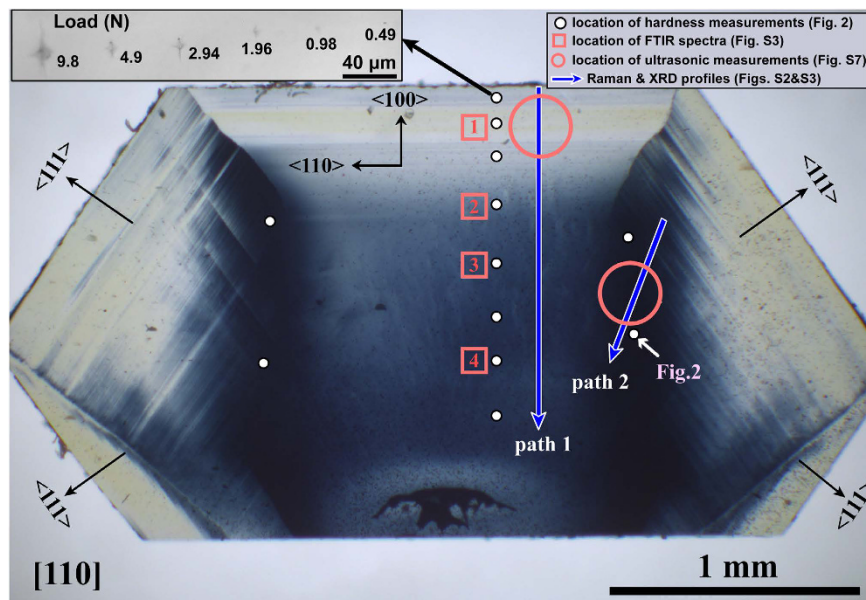 Load (N)
9.8
4.9
2.94
1.96
0.98
0.49
40 µm
location of hardness measurements (Fig. 2)
location of FTIR spectra (Fig. S3)
location of ultrasonic measurements (Fig. S7)
Raman & XRD profiles (Figs. S2&S3)
<100>
<110>
1
2
3
4
<111>
<111>
<111>
<111>
path 1
path 2
Fig.2
[110]
1 mm